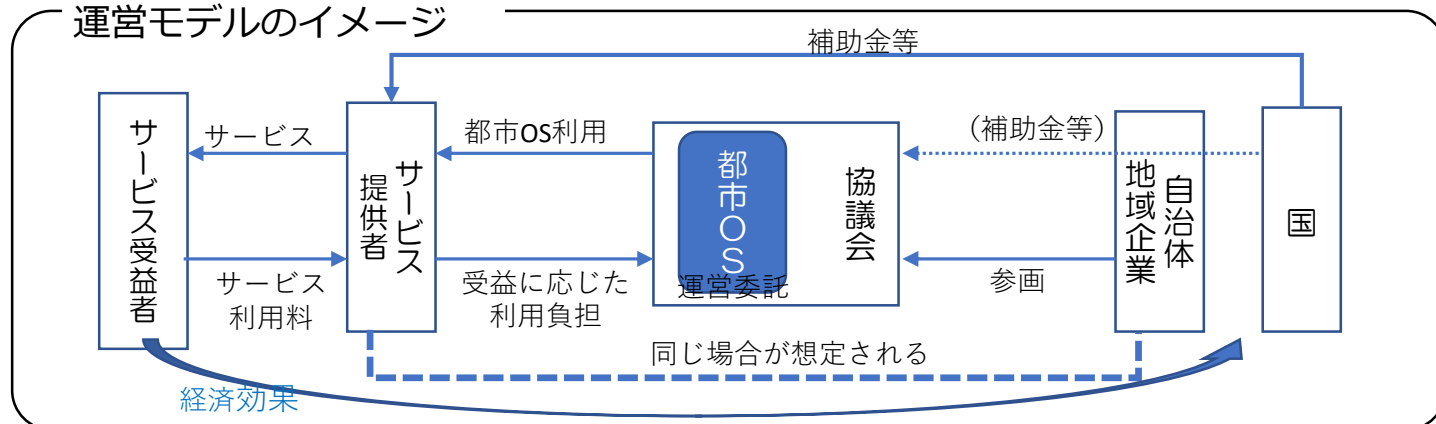 運営モデルのイメージ
補助金等
サービス受益者
サービス
サービス
利用料
サービス
提供者
都市OS利用
受益に応じた
利用負担
都市ＯＳ
運営委託
協議会
（補助金等）
参画
自治体
地域企業
国
同じ場合が想定される
経済効果